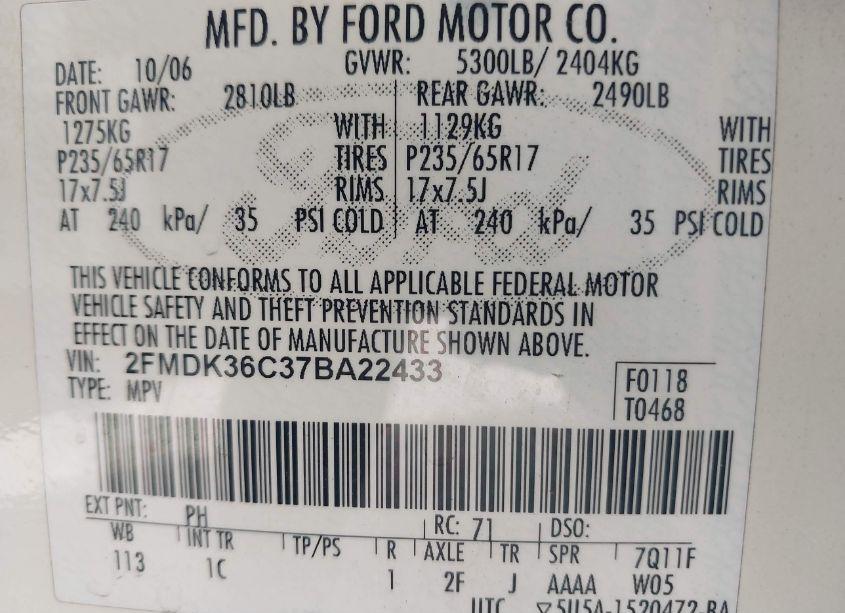 MFD. BY FORD MOTOR CO.
DATE: 10/06 GVWR: 5300LB/ 2404KG
FRONT GAWR: 2810LB REAR GAWR: 2490LB
1275KG WITH 1129KG WITH
P235/65R17 TIRES P235/65R17 TIRES
17x7.5J RIMS 17x7.5J RIMS
AT 240 kPa/ 35 PSI COLD AT 240 kPa/ 35 PSI COLD
Ford
THIS VEHICLE CONFORMS TO ALL APPLICABLE FEDERAL MOTOR
VEHICLE SAFETY AND THEFT PREVENTION STANDARDS IN
EFFECT ON THE DATE OF MANUFACTURE SHOWN ABOVE.
VIN: 2FMDK36C37BA22433
TYPE: MPV
F0118
T0468
EXT PNT: PH RC: 71 DSO:
WB INT TR TP/PS R AXLE TR SPR 7Q11F
113 1C 1 2F J AAAA W05
UTC ▽5U5A-1520472-BA